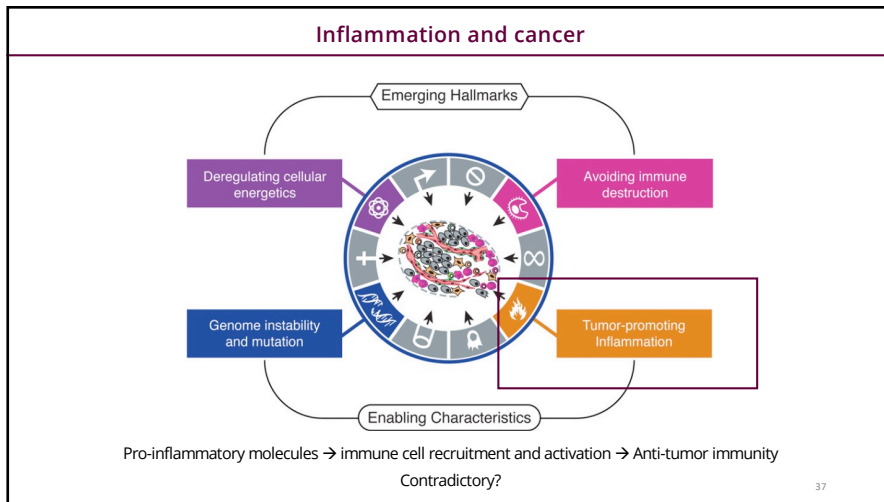 Inflammation and cancer
Emerging Hallmarks
Deregulating cellular
energetics
Avoiding immune
destruction
Genome instability
and mutation
Tumor-promoting
Inflammation
Enabling Characteristics
Pro-inflammatory molecules → immune cell recruitment and activation → Anti-tumor immunity
Contradictory?
37